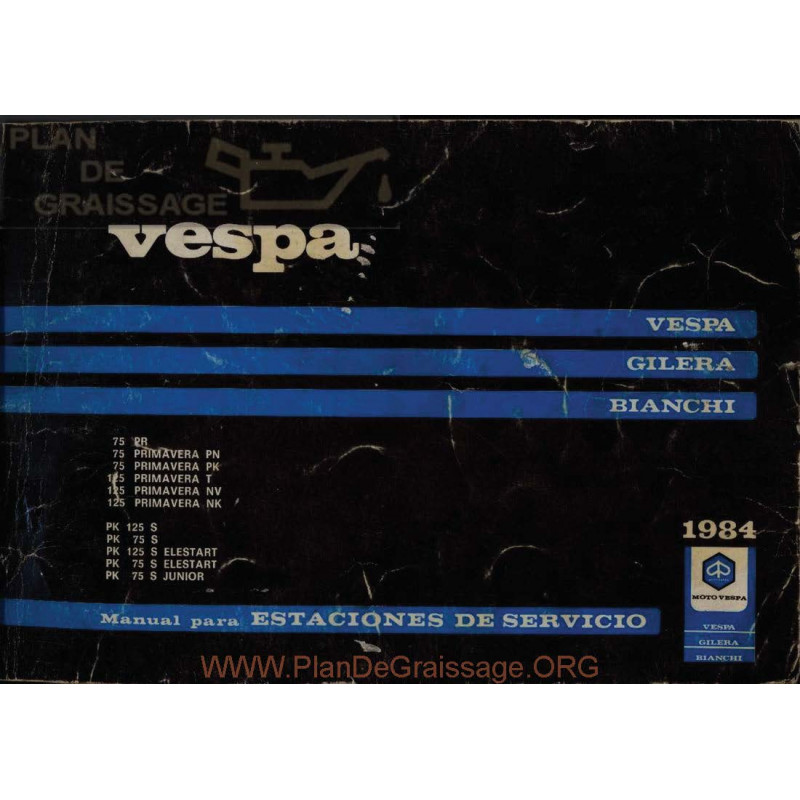 PLAN
DE
GRAISSAGE
vespa
VESPA
GILERA
BIANCHI
75 PR
75 PRIMAVERA PN
75 PRIMAVERA PK
125 PRIMAVERA T
125 PRIMAVERA NV
125 PRIMAVERA NK
PK 125 S
PK 75 S
PK 125 S ELESTART
PK 75 S ELESTART
PK 75 S JUNIOR
1984
MOTO VESPA
VESPA
GILERA
BIANCHI
Manual para ESTACIONES DE SERVICIO
WWW.PlanDeGraissage.ORG